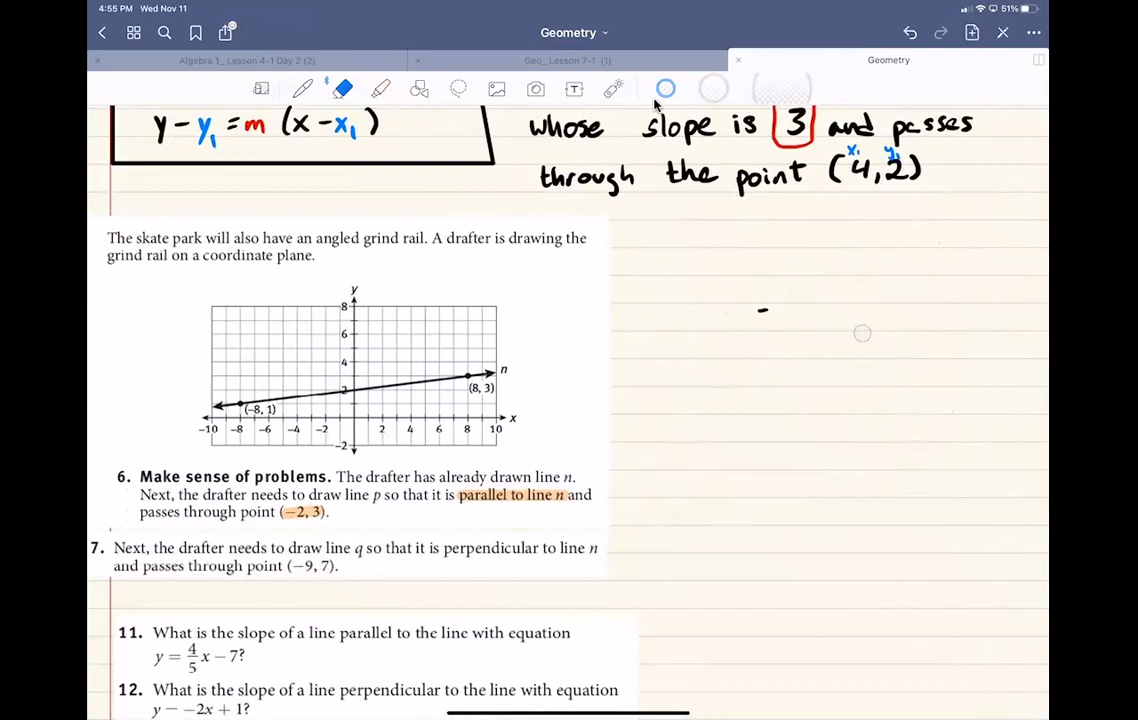 4:55 PM Wed Nov 11
51%
Geometry
Algebra 1_ Lesson 4-1 Day 2 (2)
Geo_ Lesson 7-1 (1)
Geometry
y - y₁ = m (x - x₁)
whose slope is 3 and passes
through the point (4, 2)
x₁ y₁
The skate park will also have an angled grind rail. A drafter is drawing the
grind rail on a coordinate plane.
y
8
6
4
2
n
(8, 3)
(−8, 1)
x
−10 −8 −6 −4 −2 2 4 6 8 10
−2
6. Make sense of problems. The drafter has already drawn line n.
Next, the drafter needs to draw line p so that it is parallel to line n and
passes through point (−2, 3).
7. Next, the drafter needs to draw line q so that it is perpendicular to line n
and passes through point (−9, 7).
11. What is the slope of a line parallel to the line with equation
y = 4/5 x − 7?
12. What is the slope of a line perpendicular to the line with equation
y = −2x + 1?